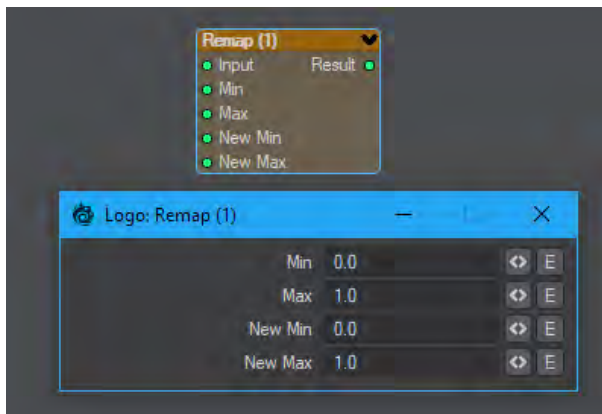 Remap (1)
Input Result
Min
Max
New Min
New Max
Logo: Remap (1)
Min 0.0 E
Max 1.0 E
New Min 0.0 E
New Max 1.0 E